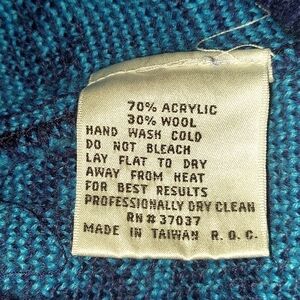 70% ACRYLIC
30% WOOL
HAND WASH COLD
DO NOT BLEACH
LAY FLAT TO DRY
AWAY FROM HEAT
FOR BEST RESULTS
PROFESSIONALLY DRY CLEAN
RN # 37037
MADE IN TAIWAN R.O.C.